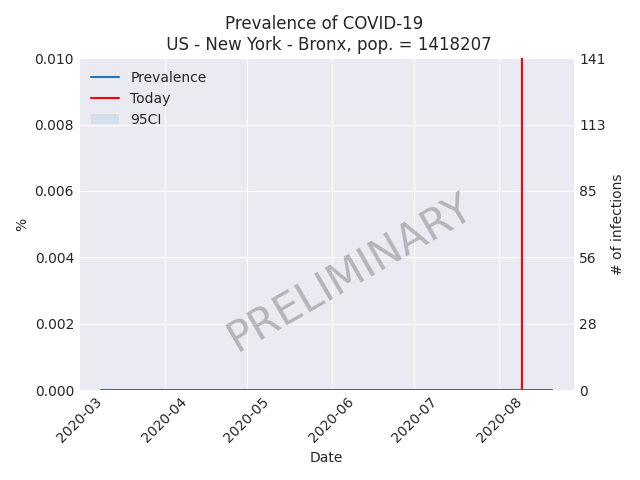 Prevalence of COVID-19
US - New York - Bronx, pop. = 1418207
Prevalence
Today
95CI
0.010
0.008
0.006
0.004
0.002
0.000
%
141
113
85
56
28
0
# of infections
PRELIMINARY
2020-03
2020-04
2020-05
2020-06
2020-07
2020-08
Date